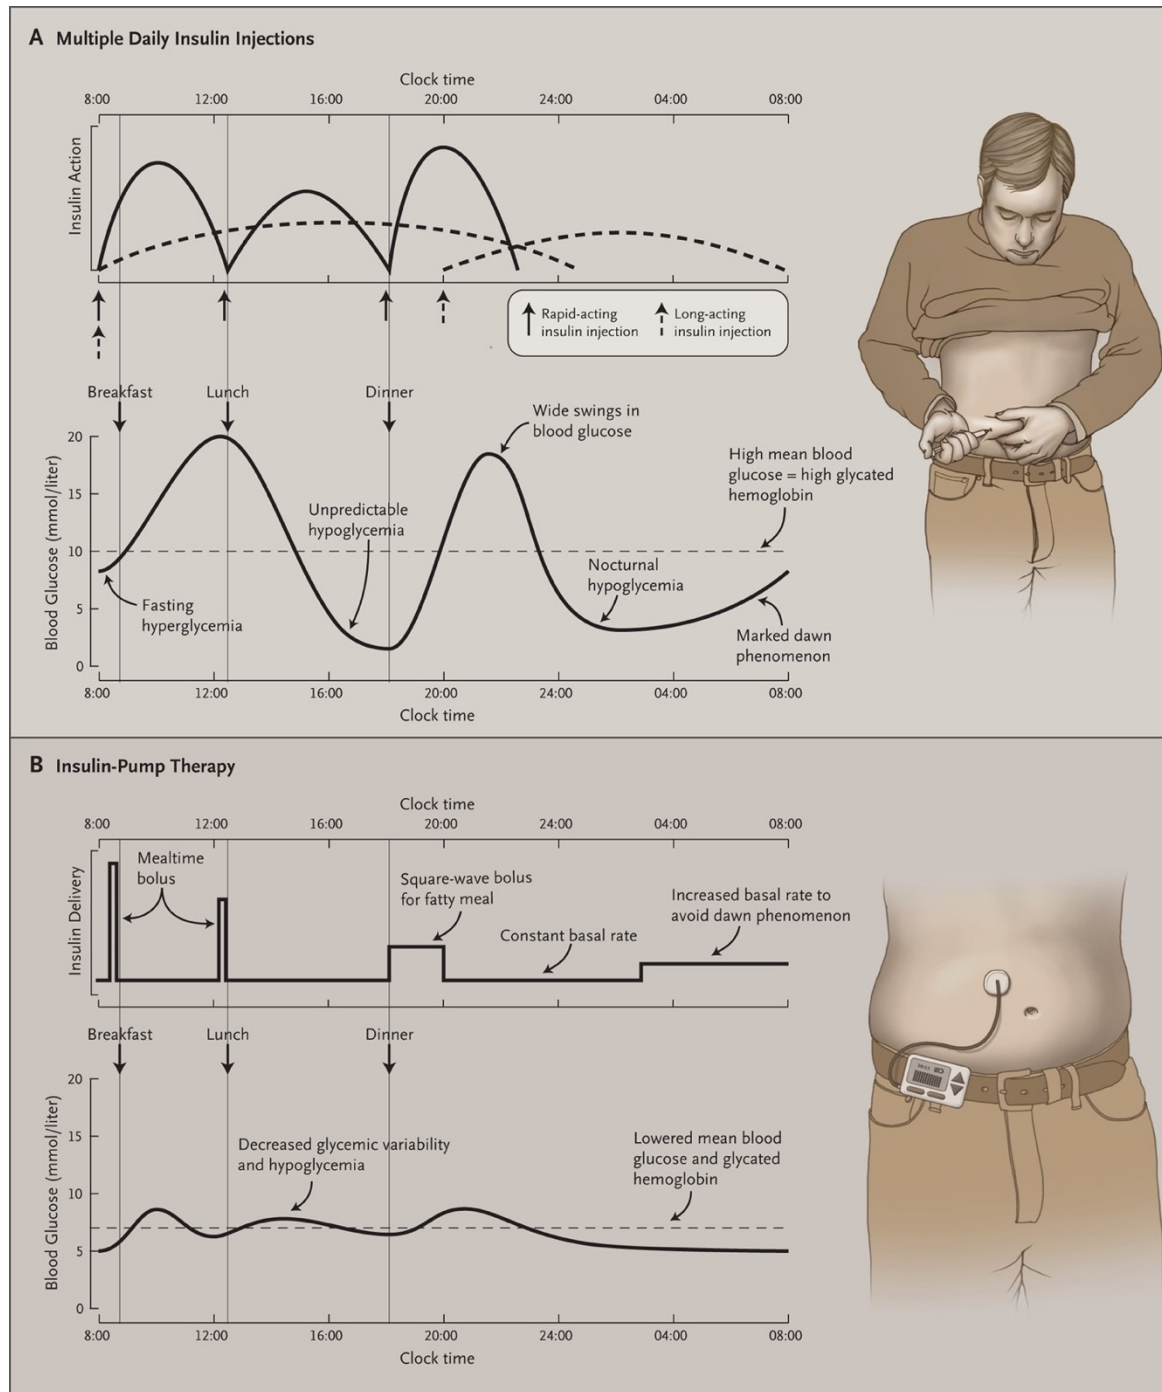 A Multiple Daily Insulin Injections
Clock time
8:00 12:00 16:00 20:00 24:00 04:00 08:00
Insulin Action
Rapid-acting
insulin injection
Long-acting
insulin injection
Breakfast Lunch Dinner
Wide swings in
blood glucose
High mean blood
glucose = high glycated
hemoglobin
Unpredictable
hypoglycemia
Nocturnal
hypoglycemia
Fasting
hyperglycemia
Marked dawn
phenomenon
Blood Glucose (mmol/liter)
20
15
10
5
0
8:00 12:00 16:00 20:00 24:00 04:00 08:00
Clock time
B Insulin-Pump Therapy
Clock time
8:00 12:00 16:00 20:00 24:00 04:00 08:00
Insulin Delivery
Mealtime
bolus
Square-wave bolus
for fatty meal
Constant basal rate
Increased basal rate to
avoid dawn phenomenon
Breakfast Lunch Dinner
Blood Glucose (mmol/liter)
20
15
10
5
0
Decreased glycemic variability
and hypoglycemia
Lowered mean blood
glucose and glycated
hemoglobin
8:00 12:00 16:00 20:00 24:00 04:00 08:00
Clock time